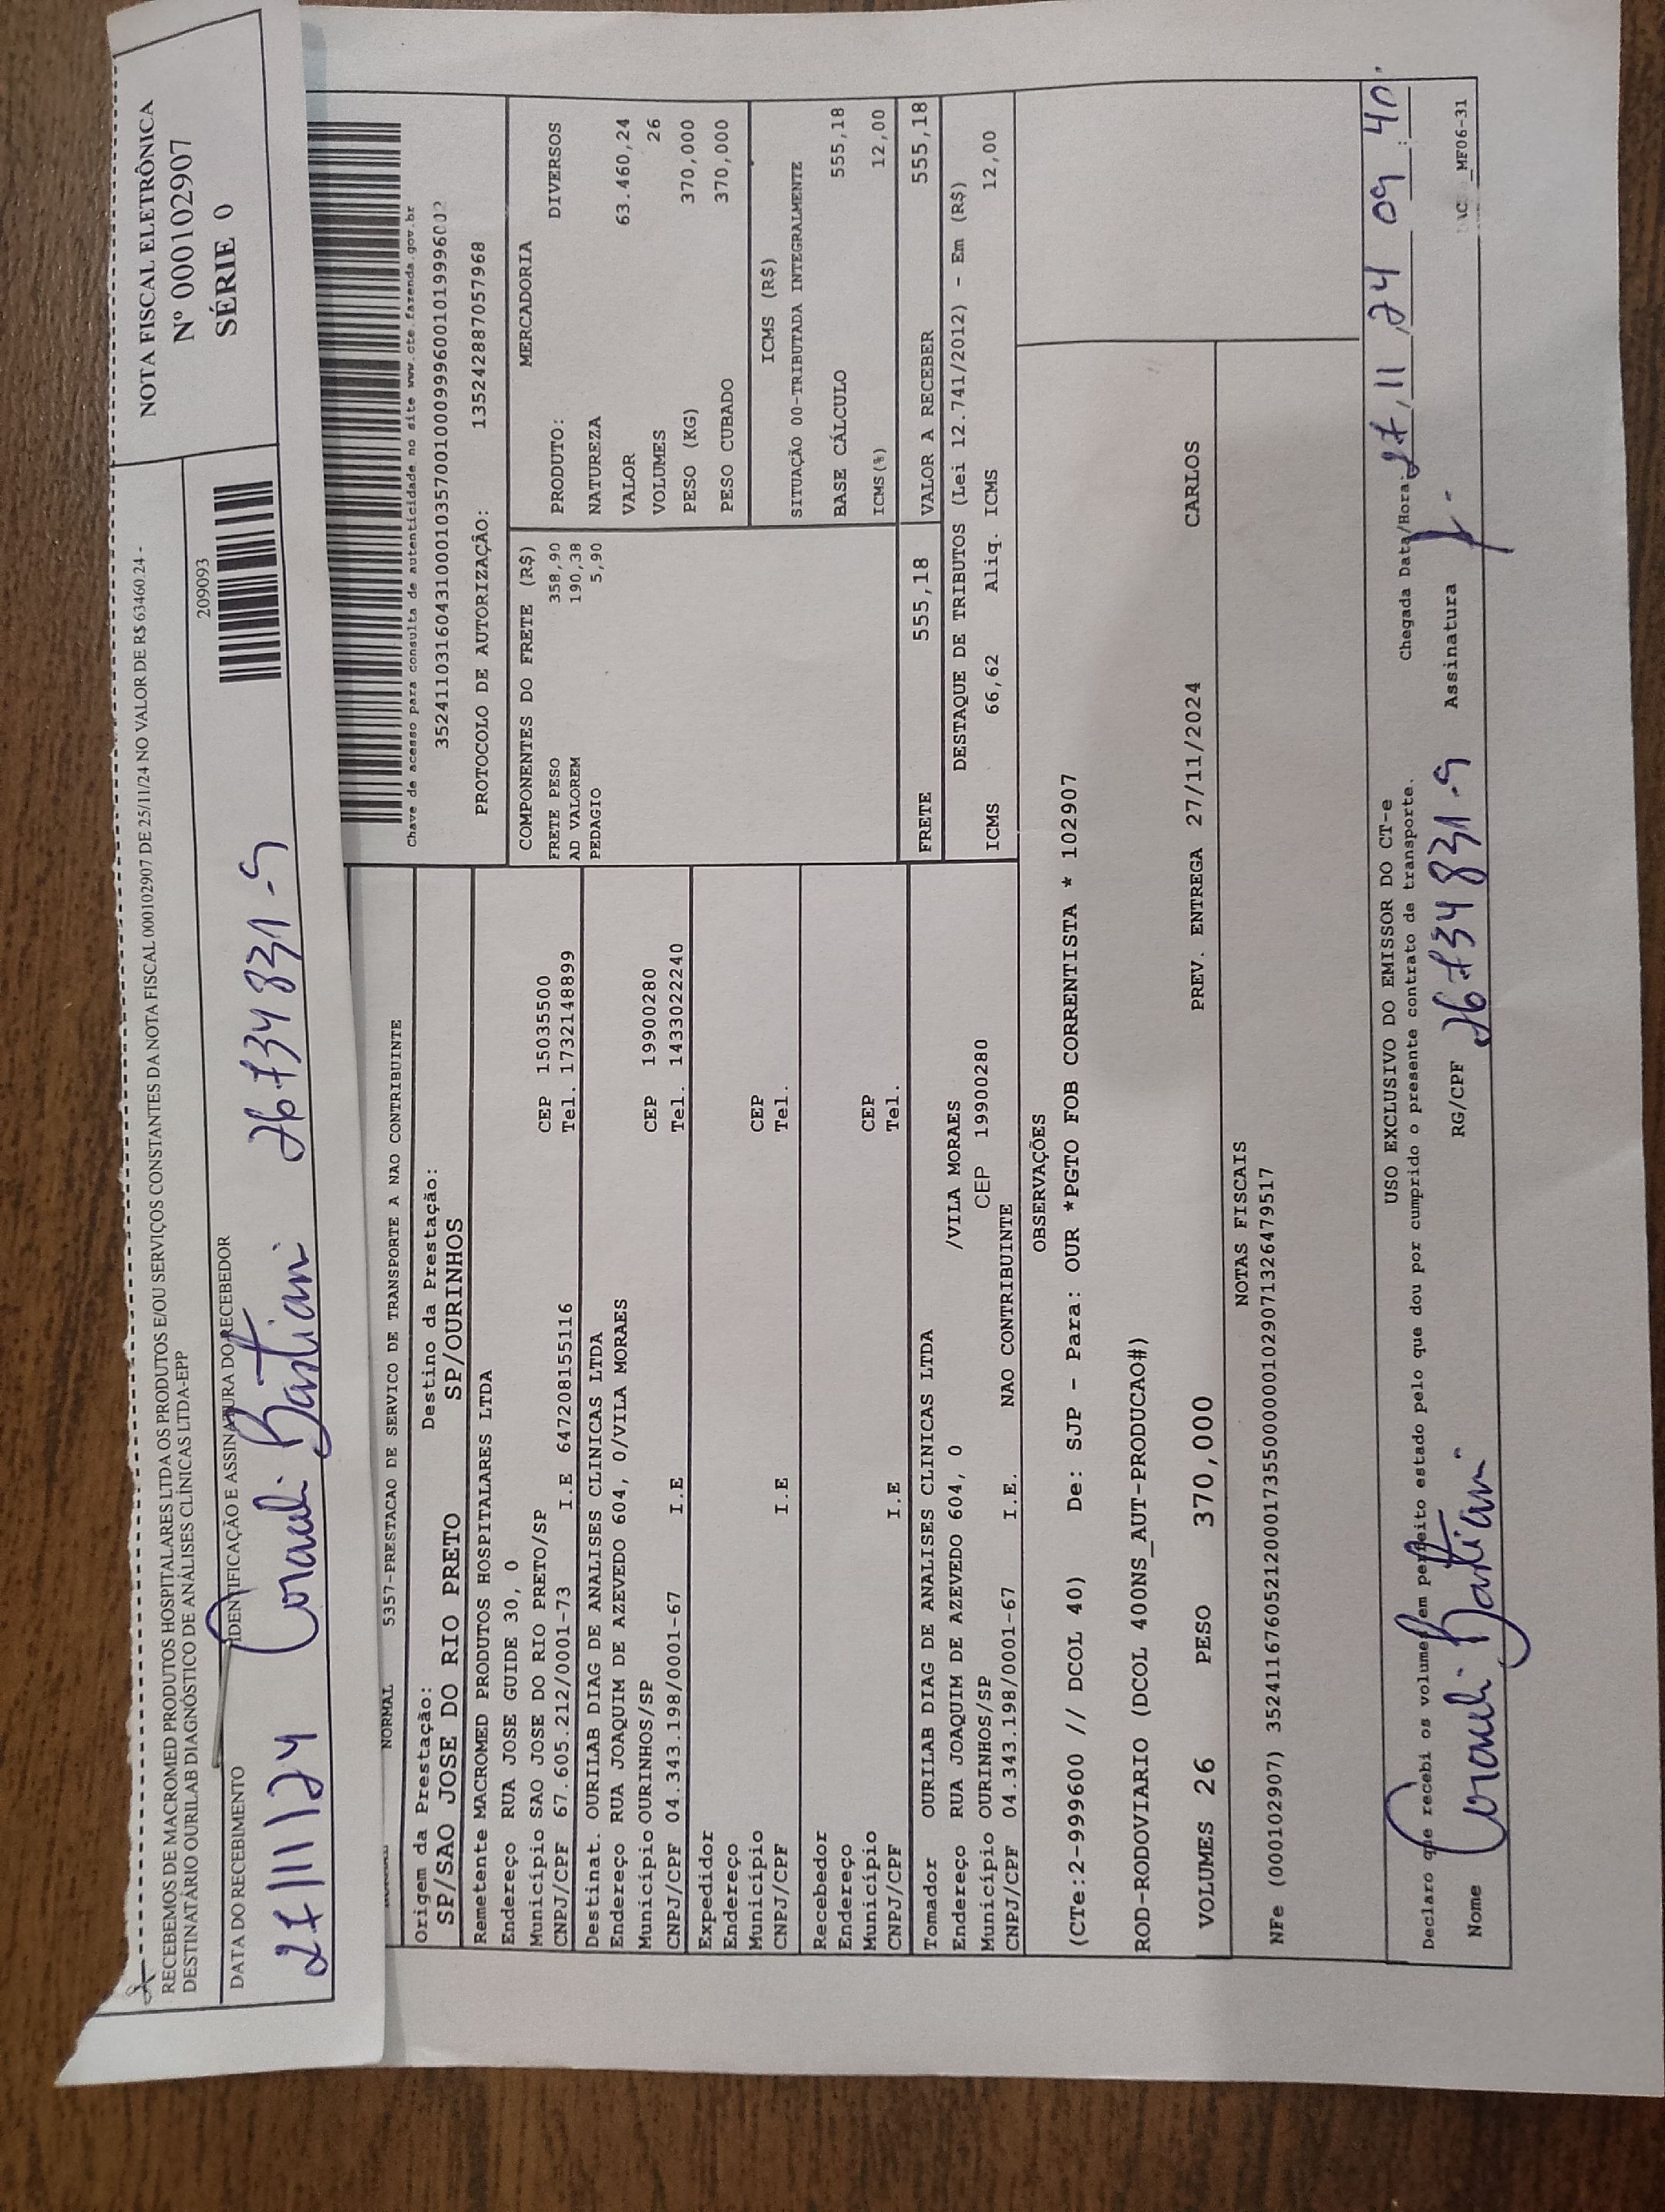 RECEBEMOS DE MACROMED PRODUTOS HOSPITALARES LTDA OS PRODUTOS E/OU SERVIÇOS CONSTANTES DA NOTA FISCAL 000102907 DE 25/11/24 NO VALOR DE R$ 63460.24 -
DESTINATÁRIO OURILAB DIAGNÓSTICO DE ANÁLISES CLÍNICAS LTDA-EPP
DATA DO RECEBIMENTO
27/11/24
IDENTIFICAÇÃO E ASSINATURA DO RECEBEDOR
Bastiani 26.734 831-9
209093
NOTA FISCAL ELETRÔNICA
Nº 000102907
SÉRIE 0
NORMAL 5357-PRESTACAO DE SERVICO DE TRANSPORTE A NAO CONTRIBUINTE
Origem da Prestação: Destino da Prestação:
SP/SAO JOSE DO RIO PRETO SP/OURINHOS
Remetente MACROMED PRODUTOS HOSPITALARES LTDA
Endereço RUA JOSE GUIDE 30, 0
Município SAO JOSE DO RIO PRETO/SP CEP 15035500
CNPJ/CPF 67.605.212/0001-73 I.E 647208155116 Tel. 1732148899
Destinat. OURILAB DIAG DE ANALISES CLINICAS LTDA
Endereço RUA JOAQUIM DE AZEVEDO 604, 0/VILA MORAES
Município OURINHOS/SP CEP 19900280
CNPJ/CPF 04.343.198/0001-67 I.E Tel. 1433022240
Expedidor
Endereço
Município CEP
CNPJ/CPF I.E Tel.
Recebedor
Endereço
Município CEP
CNPJ/CPF I.E Tel.
Tomador OURILAB DIAG DE ANALISES CLINICAS LTDA
Endereço RUA JOAQUIM DE AZEVEDO 604, 0 /VILA MORAES
Município OURINHOS/SP CEP 19900280
CNPJ/CPF 04.343.198/0001-67 I.E. NAO CONTRIBUINTE
Chave de acesso para consulta de autenticidade no site www.cte.fazenda.gov.br
PROTOCOLO DE AUTORIZAÇÃO: 135242887057968
COMPONENTES DO FRETE (R$)
FRETE PESO 358,90
AD VALOREM 190,38
PEDAGIO 5,90
MERCADORIA
PRODUTO: DIVERSOS
NATUREZA
VALOR 63.460,24
VOLUMES 26
PESO (KG) 370,000
PESO CUBADO 370,000
ICMS (R$)
SITUAÇÃO 00-TRIBUTADA INTEGRALMENTE
BASE CÁLCULO 555,18
ICMS(%) 12,00
FRETE 555,18 VALOR A RECEBER 555,18
DESTAQUE DE TRIBUTOS (Lei 12.741/2012) - Em (R$)
ICMS 66,62 Aliq. ICMS 12,00
OBSERVAÇÕES
(CTe:2-999600 // DCOL 40) De: SJP - Para: OUR *PGTO FOB CORRENTISTA * 102907
ROD-RODOVIARIO (DCOL 400NS_AUT-PRODUCAO#)
VOLUMES 26 PESO 370,000 PREV. ENTREGA 27/11/2024 CARLOS
NOTAS FISCAIS
NFe (000102907) 35241167605212000173550000001029071326479517
USO EXCLUSIVO DO EMISSOR DO CT-e
Declaro que recebi os volumes em perfeito estado pelo que dou por cumprido o presente contrato de transporte.
Chegada Data/Hora: 27/11/24 09:40
Nome Bastiani RG/CPF 26.734 831-9 Assinatura
_MF06-31